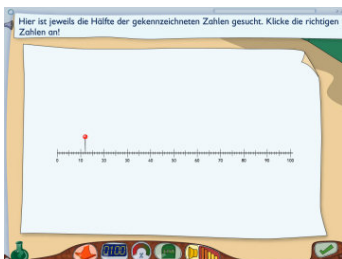 Hier ist jeweils die Hälfte der gekennzeichneten Zahlen gesucht. Klicke die richtigen
Zahlen an!
0 10 20 30 40 50 60 70 80 90 100
0100